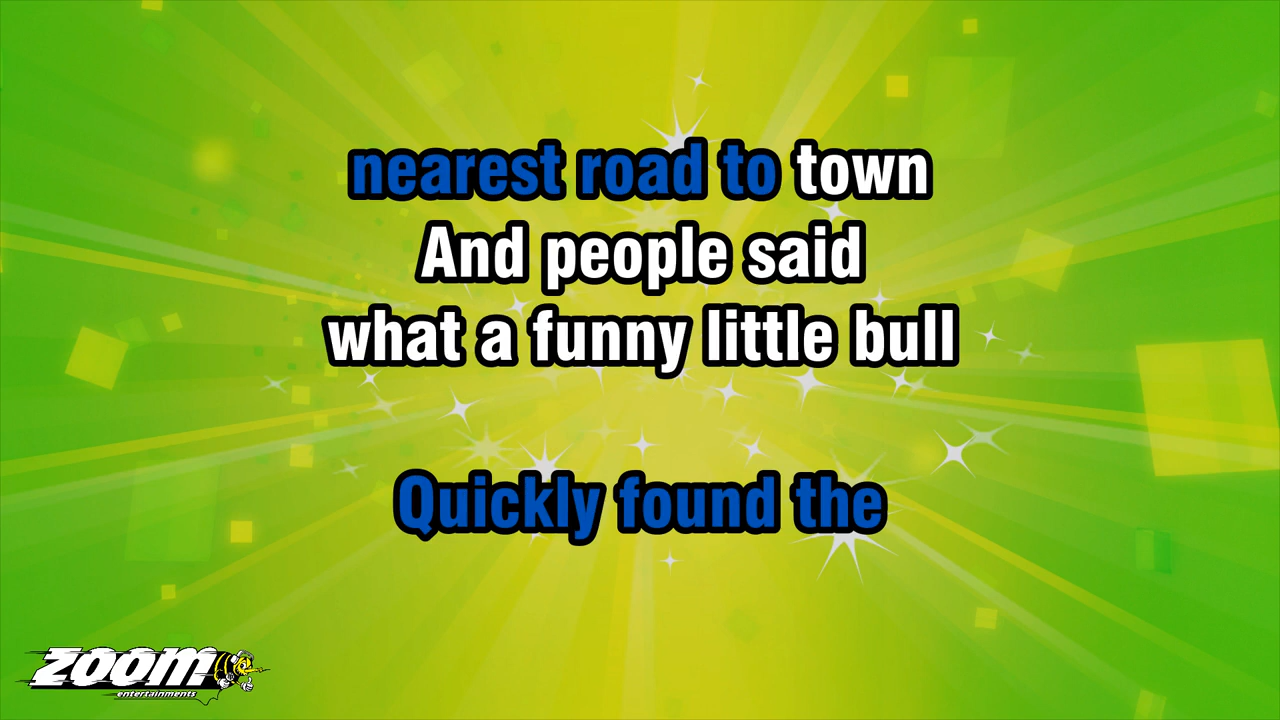 nearest road to town
And people said
what a funny little bull
Quickly found the
zoom
entertainments